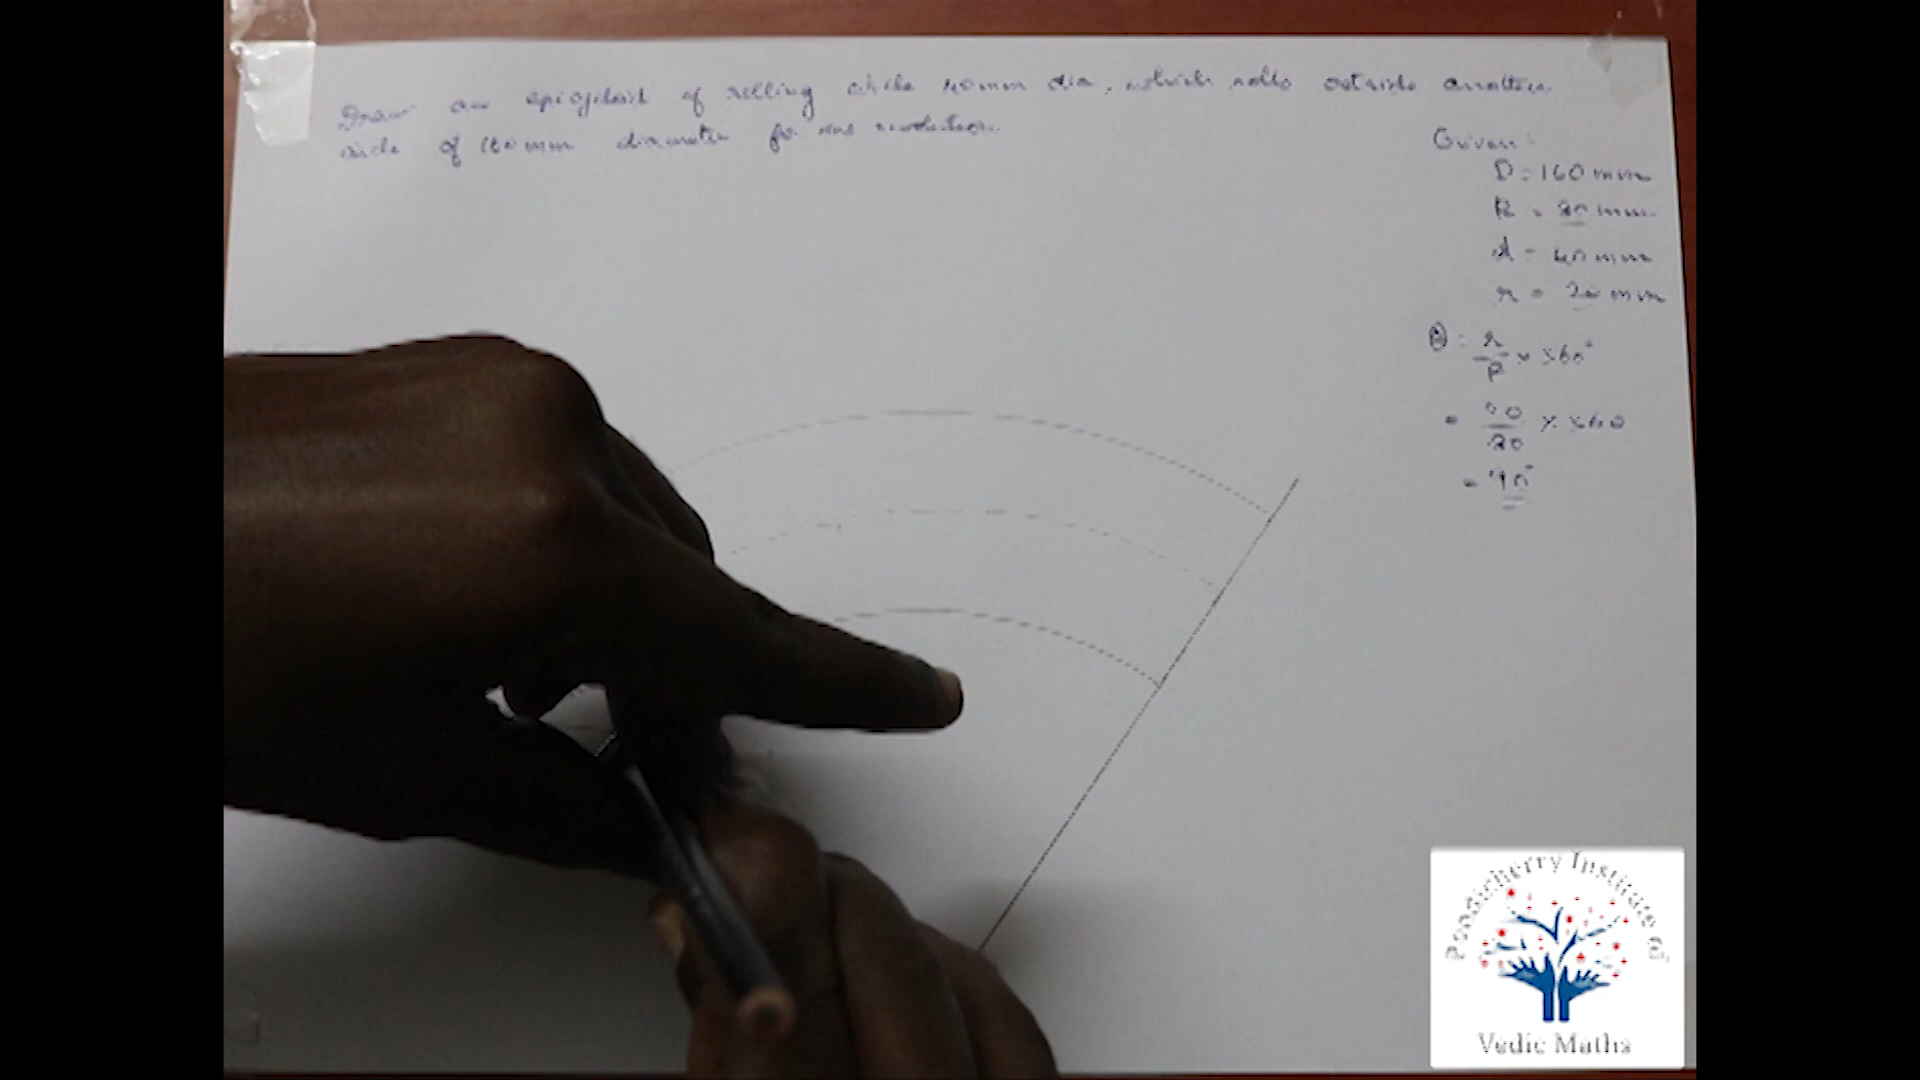 Draw an epicycloid of rolling circle 40mm dia, which rolls outside another
circle of 160mm diameter for one revolution.
Given:
D = 160 mm
R = 80 mm
d = 40 mm
r = 20 mm
θ = r/R × 360°
= 20/80 × 360
= 90°
Pondicherry Institute of
Vedic Maths